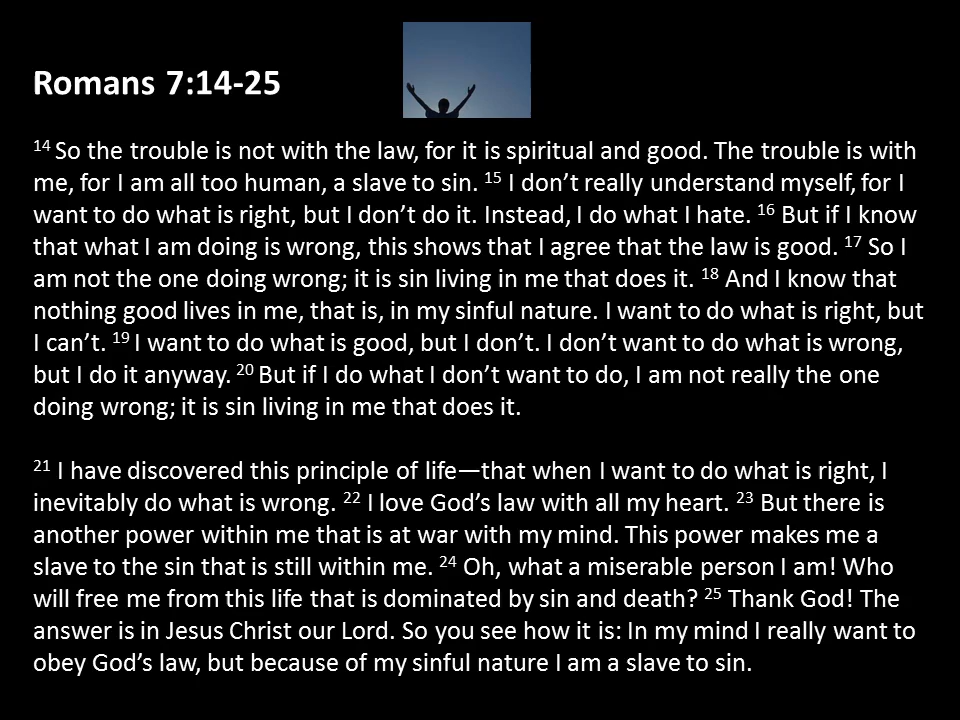 Romans 7:14-25
14 So the trouble is not with the law, for it is spiritual and good. The trouble is with
me, for I am all too human, a slave to sin. 15 I don’t really understand myself, for I
want to do what is right, but I don’t do it. Instead, I do what I hate. 16 But if I know
that what I am doing is wrong, this shows that I agree that the law is good. 17 So I
am not the one doing wrong; it is sin living in me that does it. 18 And I know that
nothing good lives in me, that is, in my sinful nature. I want to do what is right, but
I can’t. 19 I want to do what is good, but I don’t. I don’t want to do what is wrong,
but I do it anyway. 20 But if I do what I don’t want to do, I am not really the one
doing wrong; it is sin living in me that does it.
21 I have discovered this principle of life—that when I want to do what is right, I
inevitably do what is wrong. 22 I love God’s law with all my heart. 23 But there is
another power within me that is at war with my mind. This power makes me a
slave to the sin that is still within me. 24 Oh, what a miserable person I am! Who
will free me from this life that is dominated by sin and death? 25 Thank God! The
answer is in Jesus Christ our Lord. So you see how it is: In my mind I really want to
obey God’s law, but because of my sinful nature I am a slave to sin.